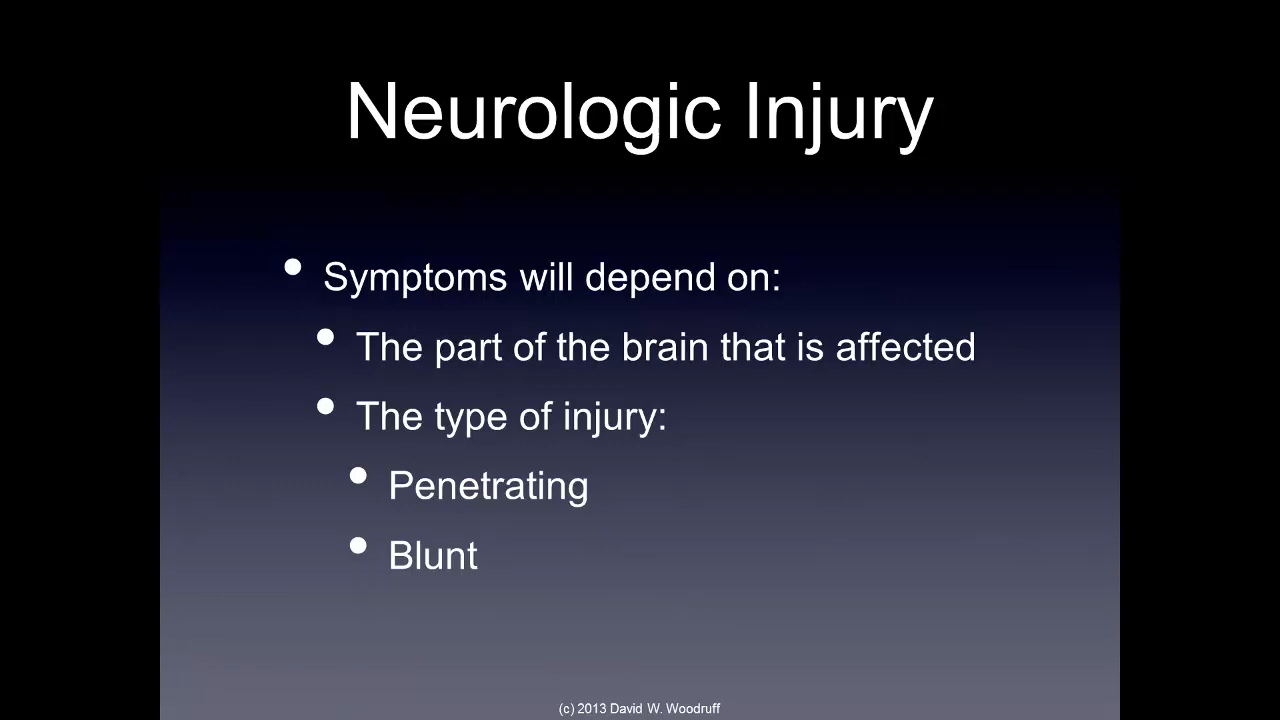 Neurologic Injury
• Symptoms will depend on:
• The part of the brain that is affected
• The type of injury:
• Penetrating
• Blunt
(c) 2013 David W. Woodruff